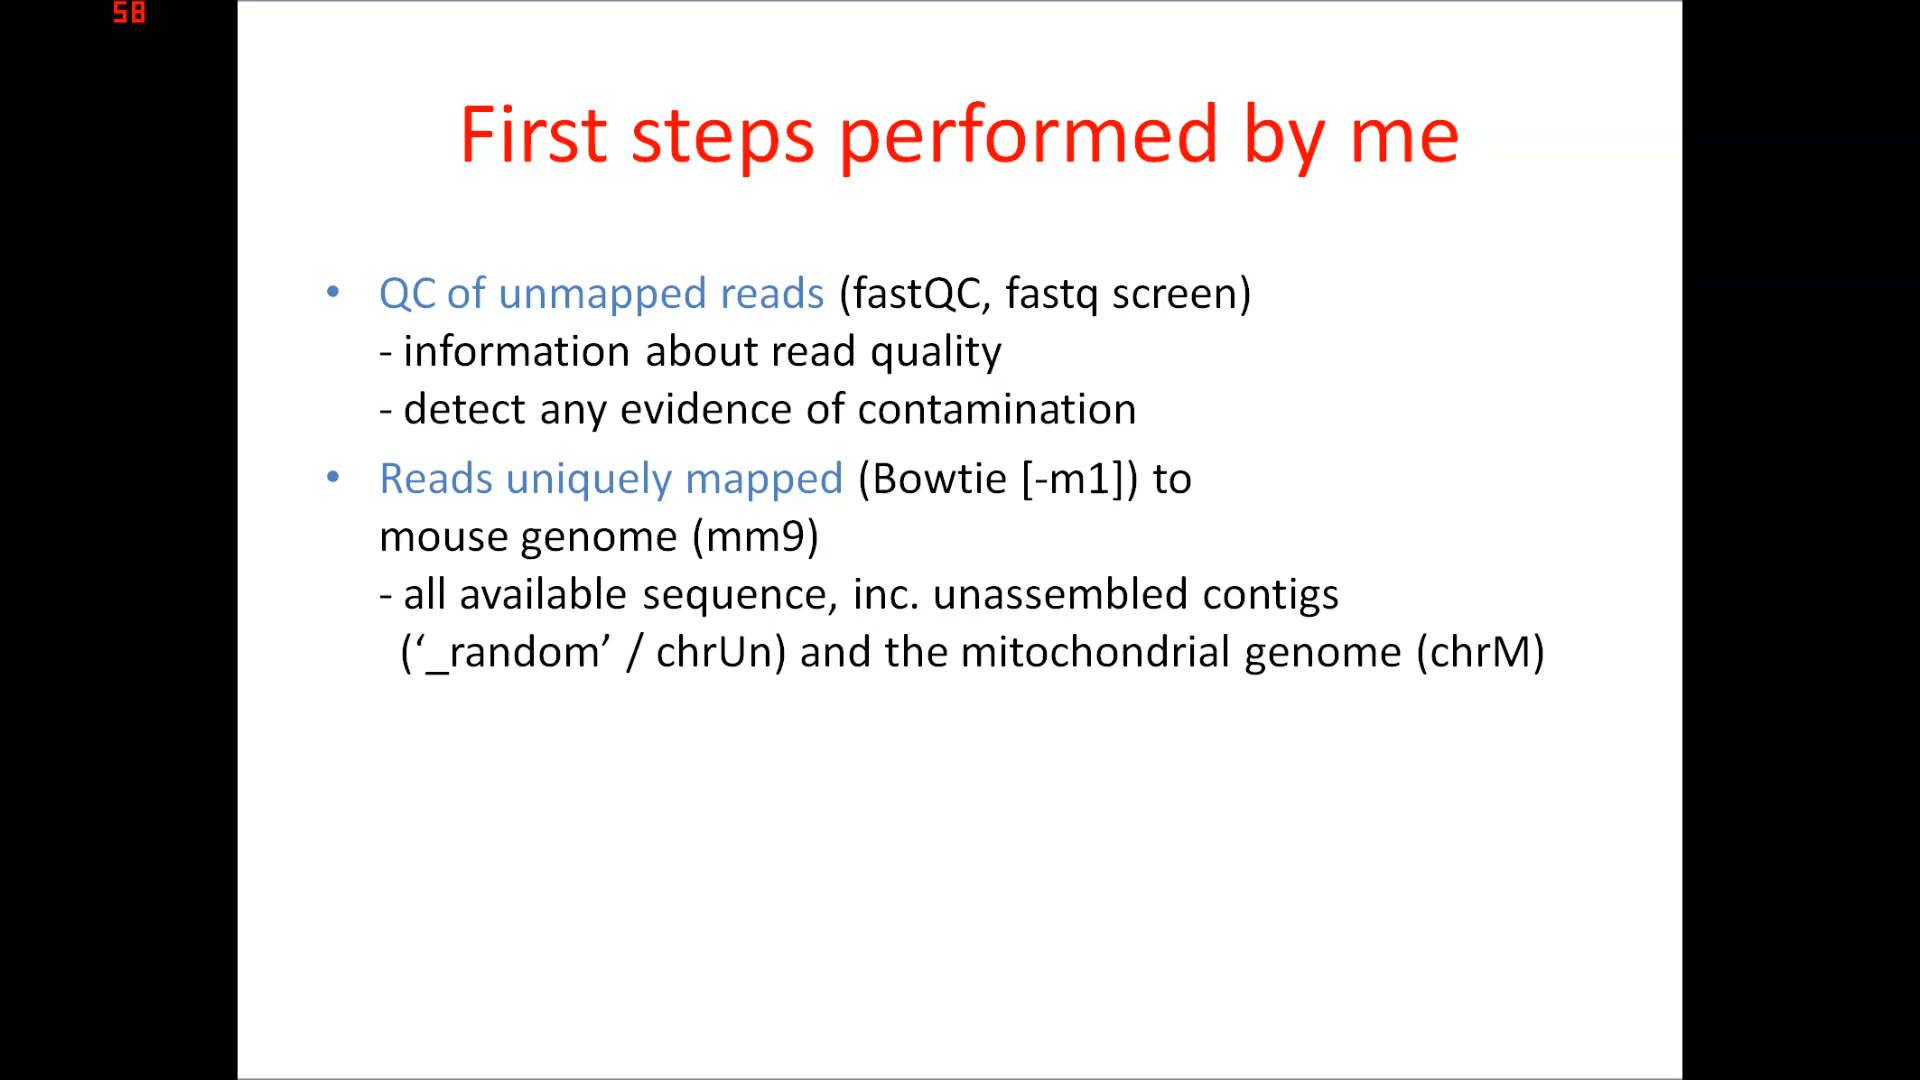 58
First steps performed by me
• QC of unmapped reads (fastQC, fastq screen)
- information about read quality
- detect any evidence of contamination
• Reads uniquely mapped (Bowtie [-m1]) to
mouse genome (mm9)
- all available sequence, inc. unassembled contigs
(‘_random’ / chrUn) and the mitochondrial genome (chrM)